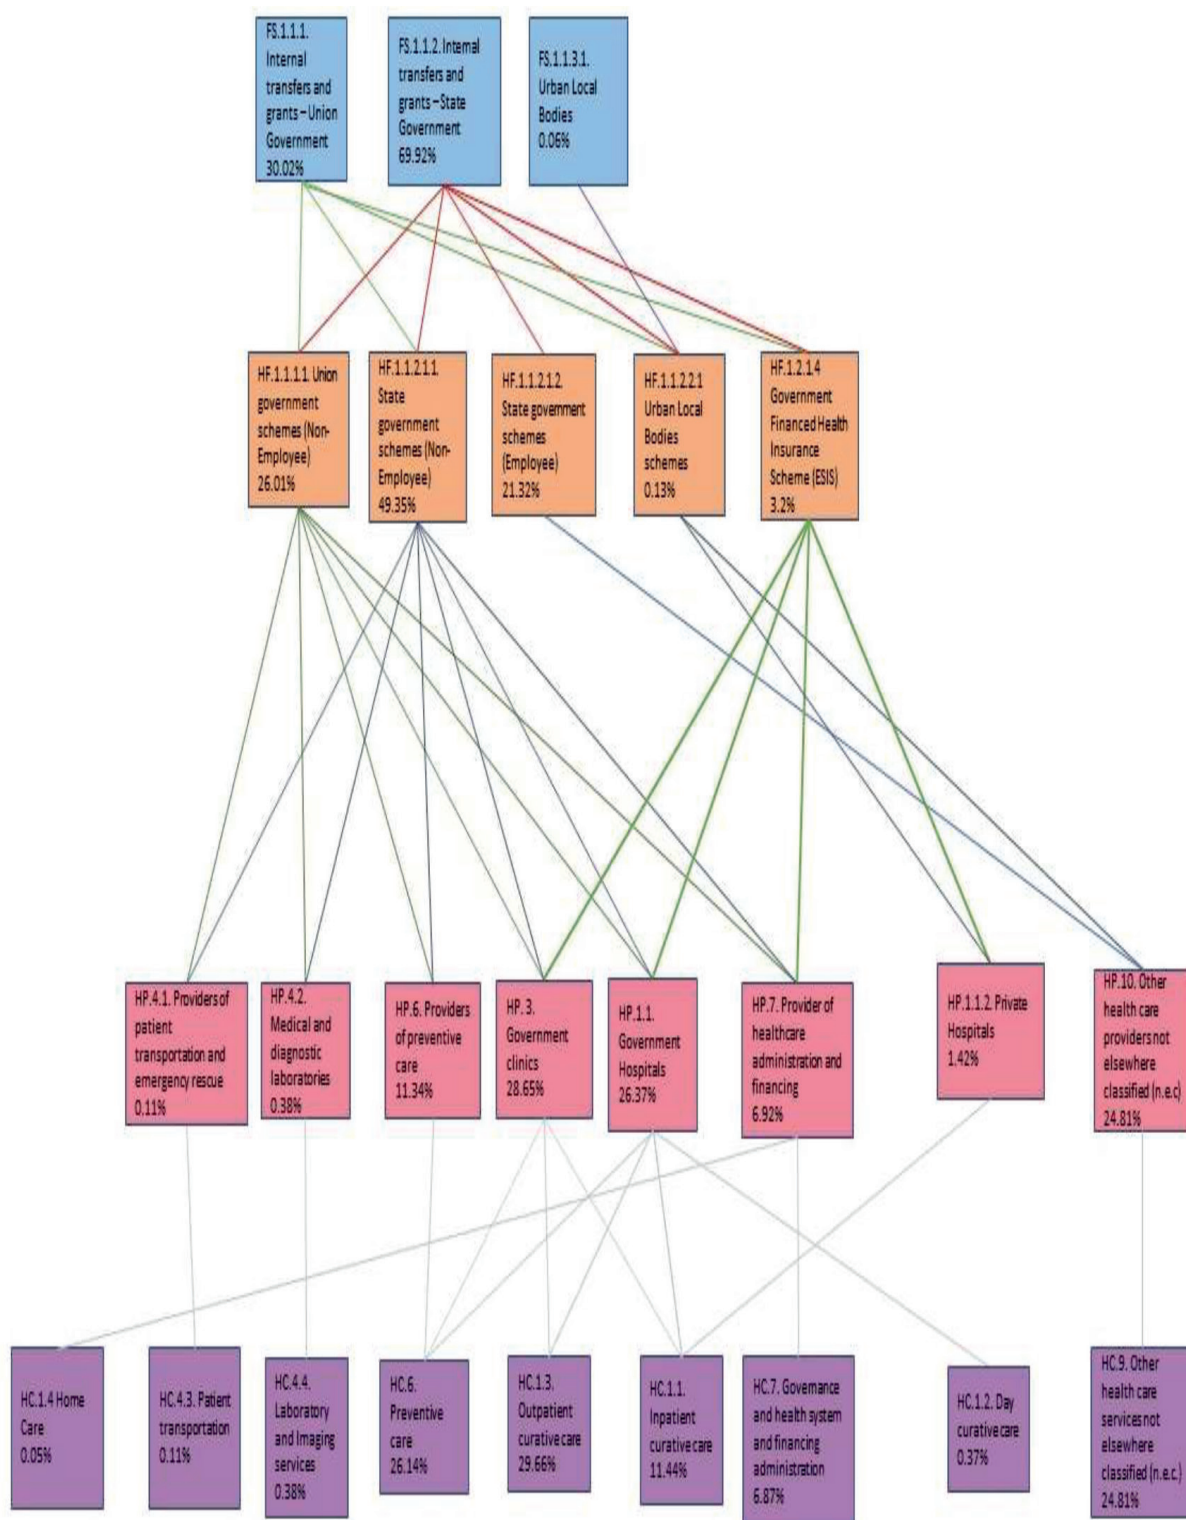 FS.1.1.1.
Internal
transfers and
grants – Union
Government
30.02%
FS.1.1.2. Internal
transfers and
grants – State
Government
69.92%
FS.1.1.3.1.
Urban Local
Bodies
0.06%
HF.1.1.1.1. Union
government
schemes (Non-
Employee)
26.01%
HF.1.1.2.1.1.
State
government
schemes (Non-
Employee)
49.35%
HF.1.1.2.1.2.
State government
schemes
(Employee)
21.32%
HF.1.1.2.2.1
Urban Local
Bodies
schemes
0.13%
HF.1.2.1.4
Government
Financed Health
Insurance
Scheme (ESIS)
3.2%
HP.4.1. Providers of
patient
transportation and
emergency rescue
0.11%
HP.4.2.
Medical and
diagnostic
laboratories
0.38%
HP.6. Providers
of preventive care
11.34%
HP. 3.
Government
clinics
28.65%
HP.1.1.
Government
Hospitals
26.37%
HP.7. Provider of
healthcare
administration and
financing
6.92%
HP.1.1.2. Private
Hospitals
1.42%
HP.10. Other
health care
providers not
elsewhere
classified (n.e.c)
24.81%
HC.1.4 Home
Care
0.05%
HC.4.3. Patient
transportation
0.11%
HC.4.4.
Laboratory
and Imaging
services
0.38%
HC.6.
Preventive
care
26.14%
HC.1.3.
Outpatient
curative care
29.66%
HC.1.1.
Inpatient
curative care
11.44%
HC.7. Governance
and health system
and financing
administration
6.87%
HC.1.2. Day
curative care
0.37%
HC.9. Other
health care
services not
elsewhere
classified (n.e.c.)
24.81%